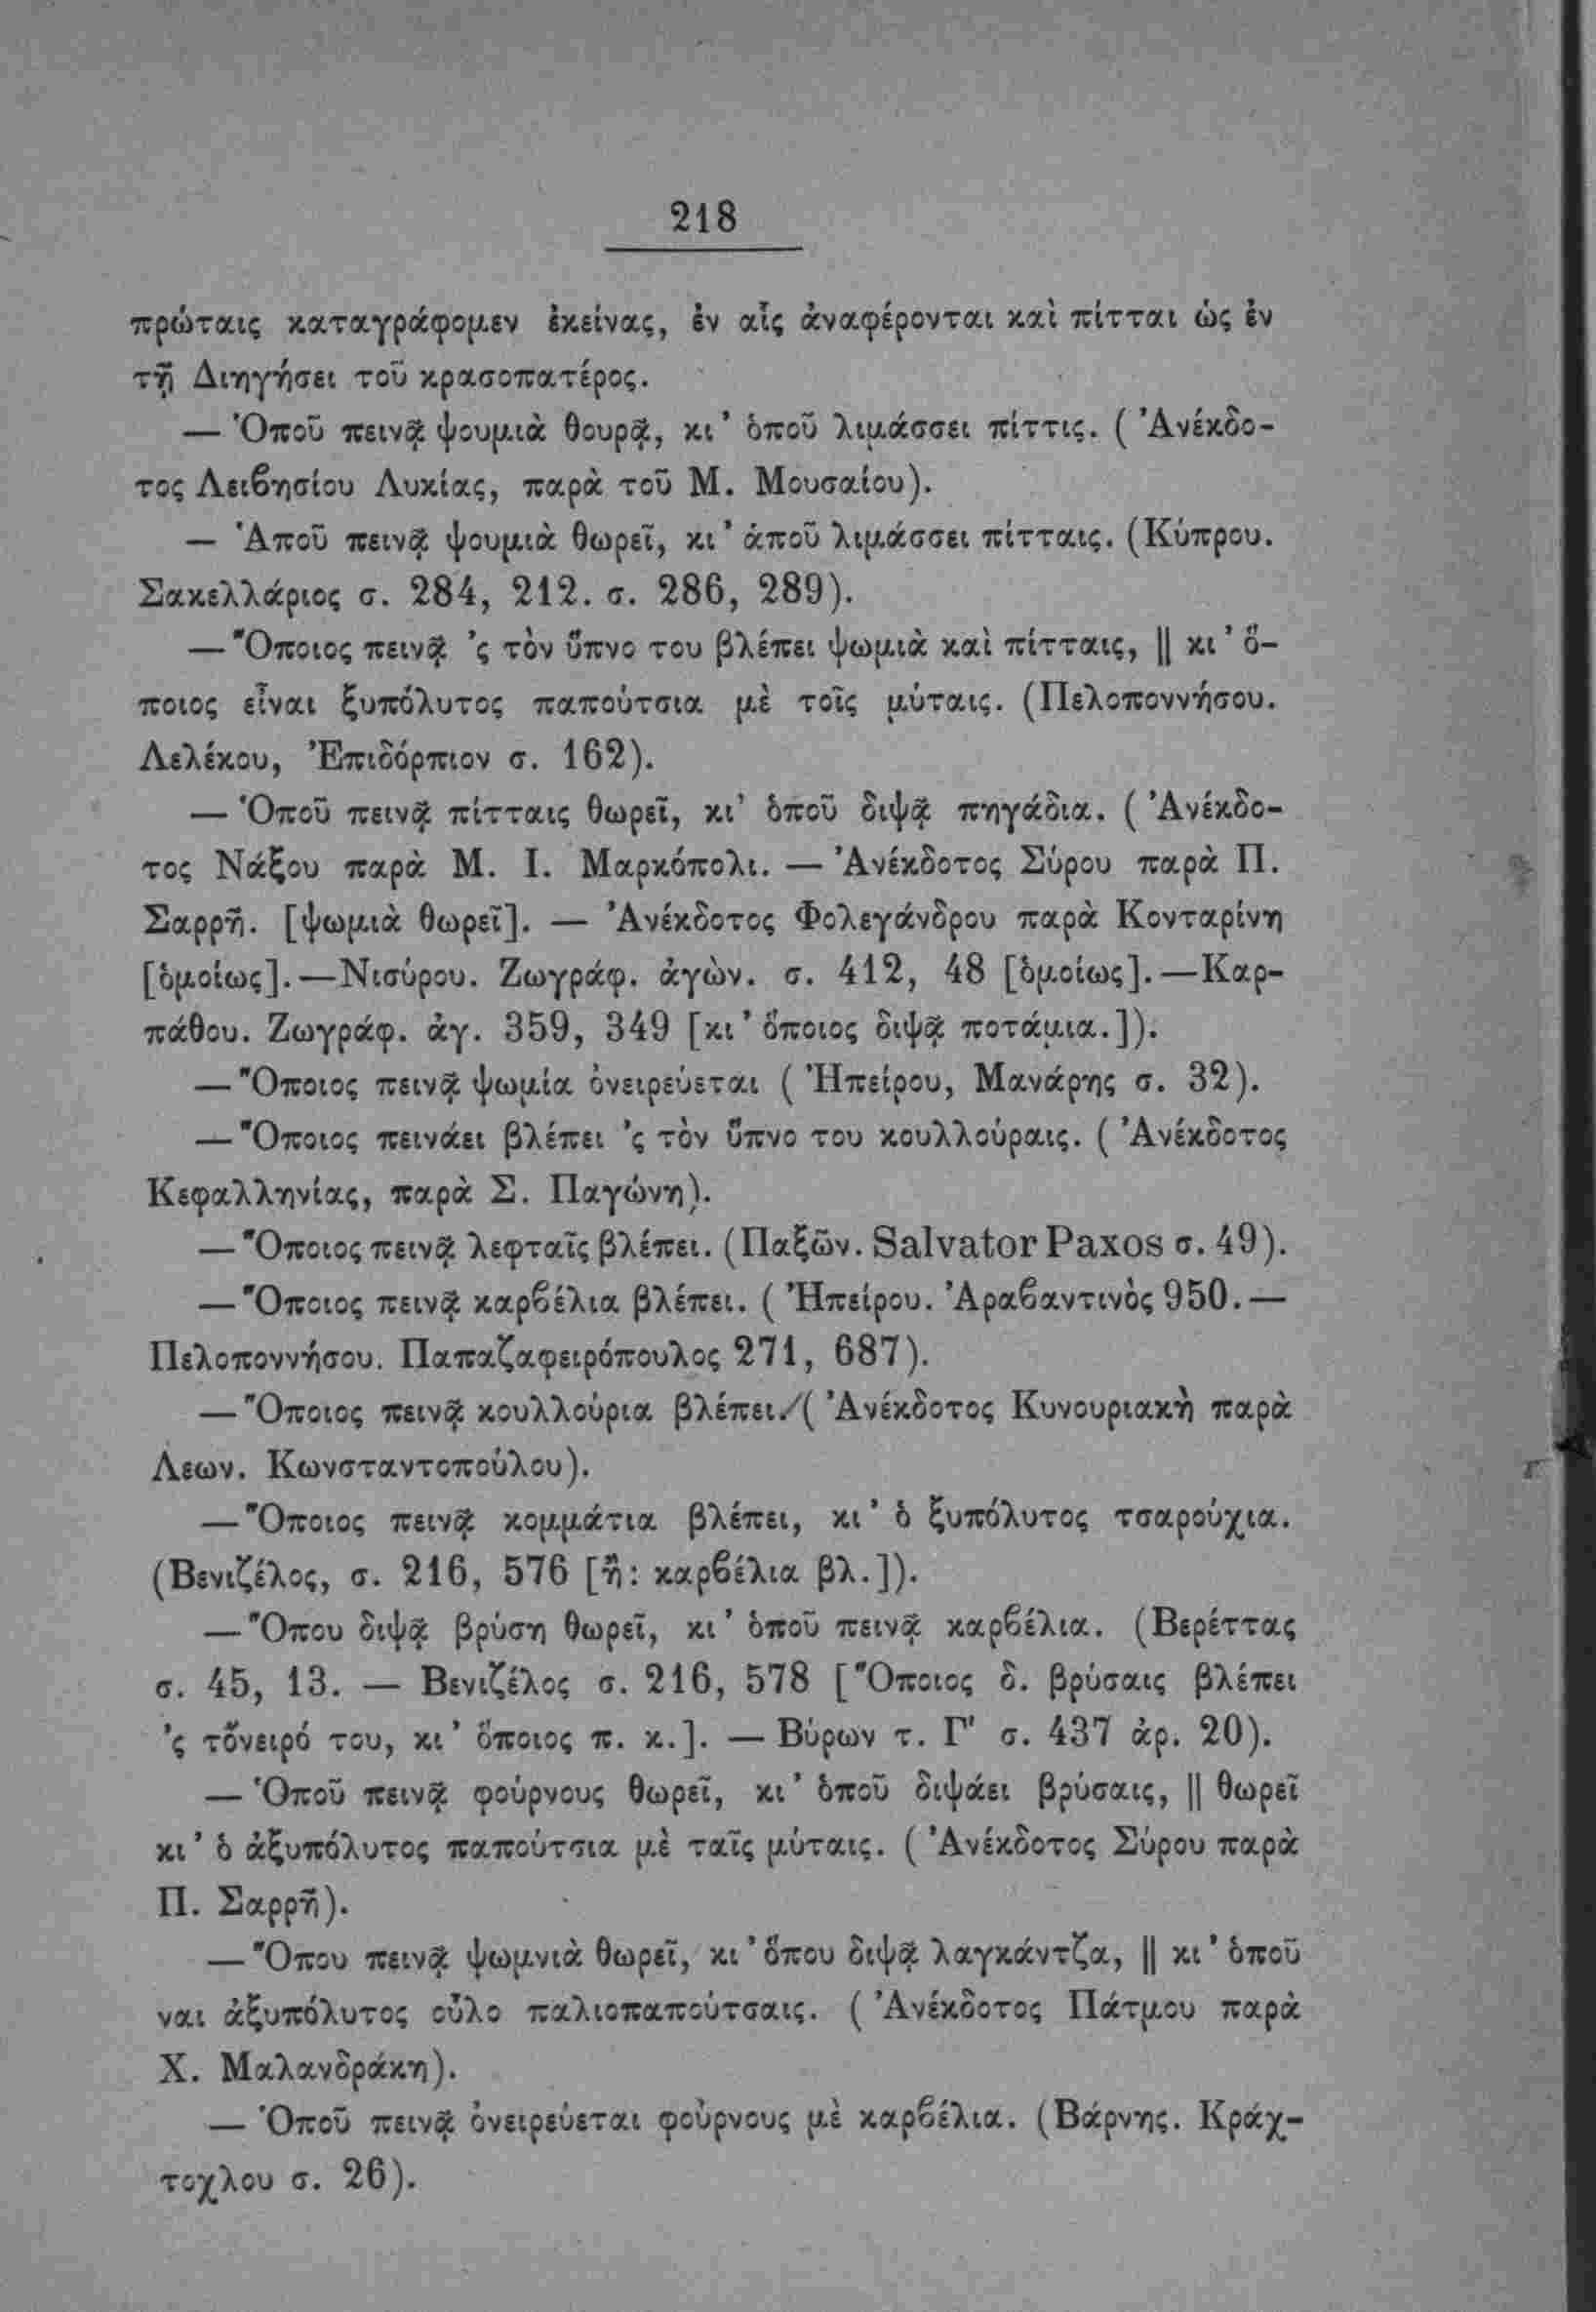 218
πρώταις καταγράφομεν ἐκείνας, ἐν αἷς ἀναφέρονται καὶ πίτται ὡς ἐν
τῇ Διηγήσει τοῦ κρασοπατέρος.
— Ὁποῦ πεινᾷ ψουμιὰ θουρᾷ, κι’ ὁποῦ λιμάσσει πίττις. (Ἀνέκδο-
τος Λειβησίου Λυκίας, παρὰ τοῦ Μ. Μουσαίου).
— Ἁποῦ πεινᾷ ψουμιὰ θωρεῖ, κι’ ἁποῦ λιμάσσει πίτταις. (Κύπρου.
Σακελλάριος σ. 284, 212. σ. 286, 289).
— Ὅποιος πεινᾷ ’ς τὸν ὕπνο του βλέπει ψωμιὰ καὶ πίτταις, || κι’ ὅ-
ποιος εἶναι ξυπόλυτος παπούτσια μὲ τοῖς μύταις. (Πελοποννήσου.
Λελέκου, Ἐπιδόρπιον σ. 162).
— Ὁποῦ πεινᾷ πίτταις θωρεῖ, κι’ ὁποῦ διψᾷ πηγάδια. (Ἀνέκδο-
τος Νάξου παρὰ Μ. Ι. Μαρκόπολι. — Ἀνέκδοτος Σύρου παρὰ Π.
Σαρρῆ. [ψωμιὰ θωρεῖ]. — Ἀνέκδοτος Φολεγάνδρου παρὰ Κονταρίνη
[ὁμοίως]. — Νισύρου. Ζωγράφ. ἀγὼν. σ. 412, 48 [ὁμοίως]. — Καρ-
πάθου. Ζωγράφ. ἀγ. 359, 349 [κι’ ὅποιος διψᾷ ποτάμια.]).
— Ὅποιος πεινᾷ ψωμία ὀνειρεύεται (Ἠπείρου, Μανάρης σ. 32).
— Ὅποιος πεινάει βλέπει ’ς τὸν ὕπνο του κουλλούραις. (Ἀνέκδοτος
Κεφαλληνίας, παρὰ Σ. Παγώνη).
— Ὅποιος πεινᾷ λεφταῖς βλέπει. (Παξῶν. Salvator Paxos σ. 49).
— Ὅποιος πεινᾷ καρβέλια βλέπει. (Ἠπείρου. Ἀραβαντινὸς 950. —
Πελοποννήσου. Παπαζαφειρόπουλος 271, 687).
— Ὅποιος πεινᾷ κουλλούρια βλέπει. (Ἀνέκδοτος Κυνουριακὴ παρὰ
Λεων. Κωνσταντοπούλου).
— Ὅποιος πεινᾷ κομμάτια βλέπει, κι’ ὁ ξυπόλυτος τσαρούχια.
(Βενιζέλος, σ. 216, 576 [ἢ: καρβέλια βλ.]).
— Ὅπου διψᾷ βρύση θωρεῖ, κι’ ὁποῦ πεινᾷ καρβέλια. (Βερέττας
σ. 45, 13. — Βενιζέλος σ. 216, 578 [Ὅποιος δ. βρύσαις βλέπει
’ς τὄνειρό του, κι’ ὅποιος π. κ.]. — Βύρων τ. Γ' σ. 437 ἀρ. 20).
— Ὁποῦ πεινᾷ φούρνους θωρεῖ, κι’ ὁποῦ διψάει βρύσαις, || θωρεῖ
κι’ ὁ ἀξυπόλυτος παπούτσια μὲ ταῖς μύταις. (Ἀνέκδοτος Σύρου παρὰ
Π. Σαρρῆ).
— Ὅπου πεινᾷ ψωμνιὰ θωρεῖ, κι’ ὅπου διψᾷ λαγκάντζα, || κι’ ὁποῦ
ναι ἀξυπόλυτος οὖλο παλιοπαπούτσαις. (Ἀνέκδοτος Πάτμου παρὰ
Χ. Μαλανδράκη).
— Ὁποῦ πεινᾷ ὀνειρεύεται φούρνους μὲ καρβέλια. (Βάρνης. Κράχ-
τοχλου σ. 26).